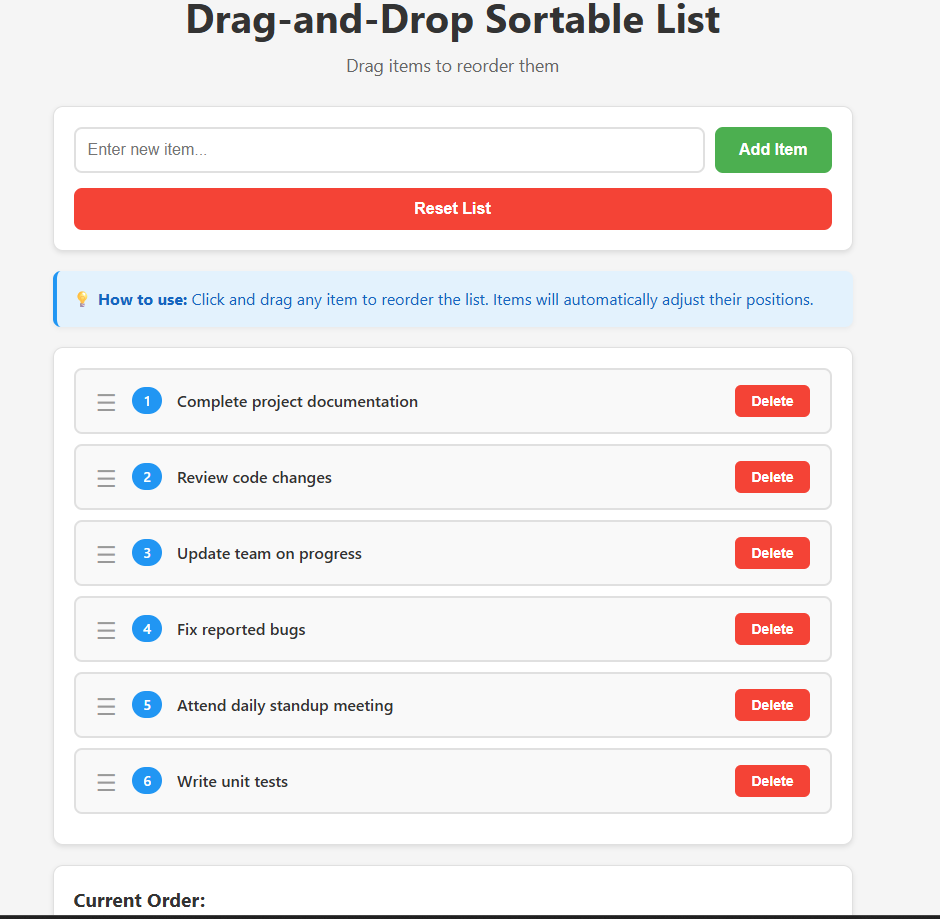 Drag-and-Drop Sortable List
Drag items to reorder them
Enter new item...
Add Item
Reset List
How to use: Click and drag any item to reorder the list. Items will automatically adjust their positions.
1 Complete project documentation Delete
2 Review code changes Delete
3 Update team on progress Delete
4 Fix reported bugs Delete
5 Attend daily standup meeting Delete
6 Write unit tests Delete
Current Order: